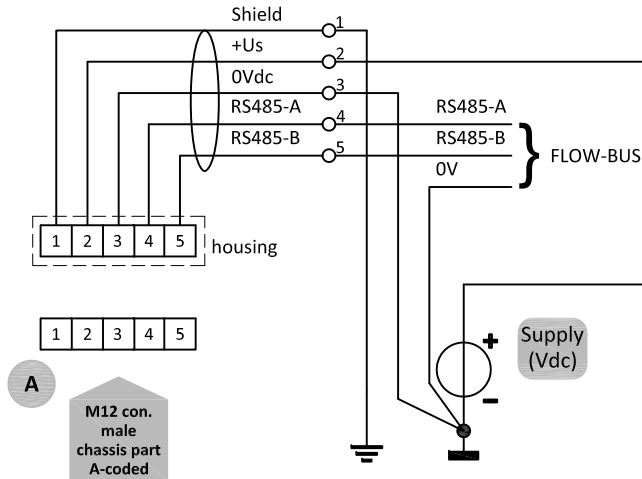 Shield 1
+Us 2
0Vdc 3
RS485-A 4 RS485-A
RS485-B 5 RS485-B
0V
} FLOW-BUS
1 2 3 4 5
housing
+
Supply
(Vdc)
−
1 2 3 4 5
A
M12 con.
male
chassis part
A-coded